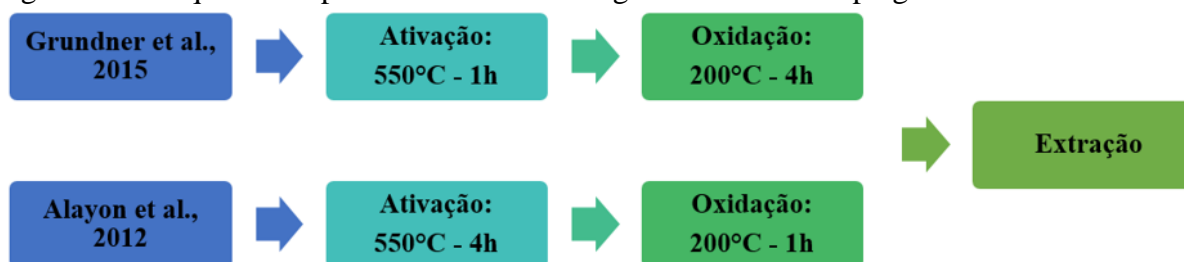 Grundner et al.,
2015
Ativação:
550°C - 1h
Oxidação:
200°C - 4h
Extração
Alayon et al.,
2012
Ativação:
550°C - 4h
Oxidação:
200°C - 1h